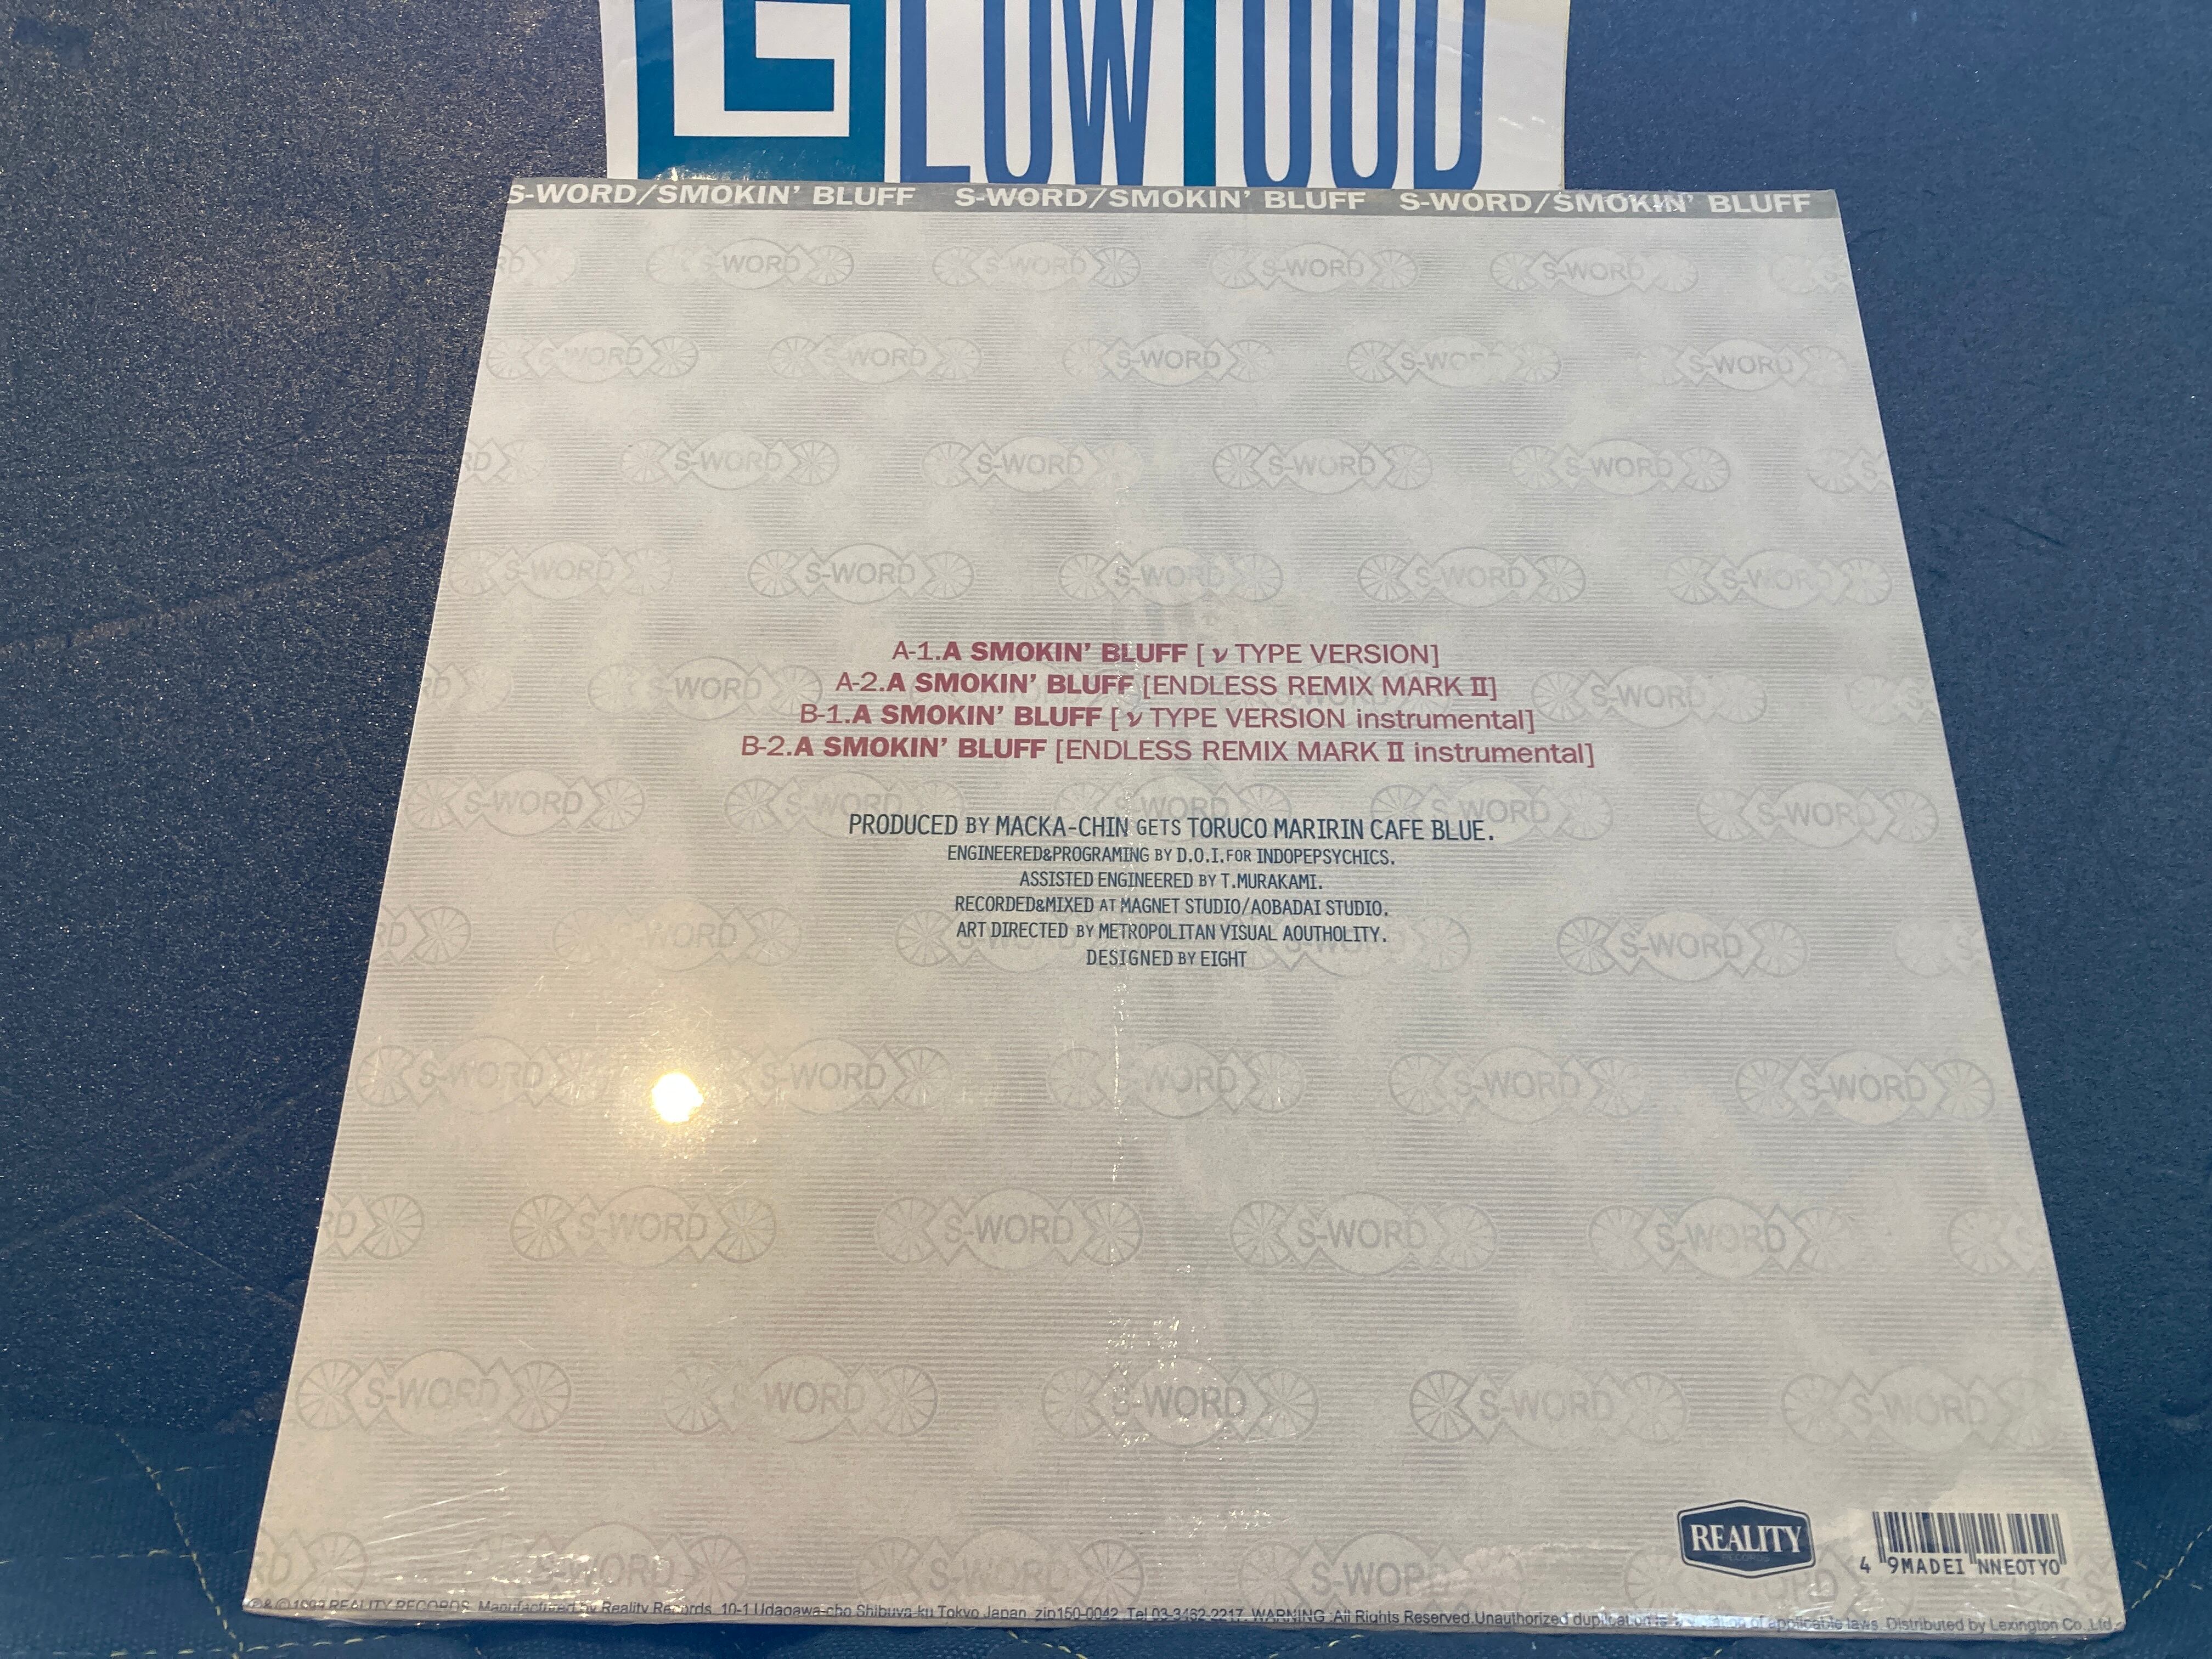 GLOWTOUD
S-WORD/SMOKIN' BLUFF S-WORD/SMOKIN' BLUFF S-WORD/SMOKIN' BLUFF
A-1.A SMOKIN' BLUFF [ ν TYPE VERSION]
A-2.A SMOKIN' BLUFF [ENDLESS REMIX MARK II]
B-1.A SMOKIN' BLUFF [ ν TYPE VERSION instrumental]
B-2.A SMOKIN' BLUFF [ENDLESS REMIX MARK II instrumental]
PRODUCED BY MACKA-CHIN GETS TORUCO MARIRIN CAFE BLUE.
ENGINEERED&PROGRAMING BY D.O.I.FOR INDOPEPSYCHICS.
ASSISTED ENGINEERED BY T.MURAKAMI.
RECORDED&MIXED AT MAGNET STUDIO/AOBADAI STUDIO.
ART DIRECTED BY METROPOLITAN VISUAL AOUTHOLITY.
DESIGNED BY EIGHT
S-WORD
REALITY
RECORDS
4 9MADEI NNEOTYO
REALITY RECORDS. Manufactured by Reality Records. 10-1 Udagawa-cho Shibuya-ku Tokyo Japan. zip150-0042 Tel 03-3462-2217. WARNING :All Rights Reserved.Unauthorized duplication is a violation of applicable laws. Distributed by Lexington Co.,Ltd